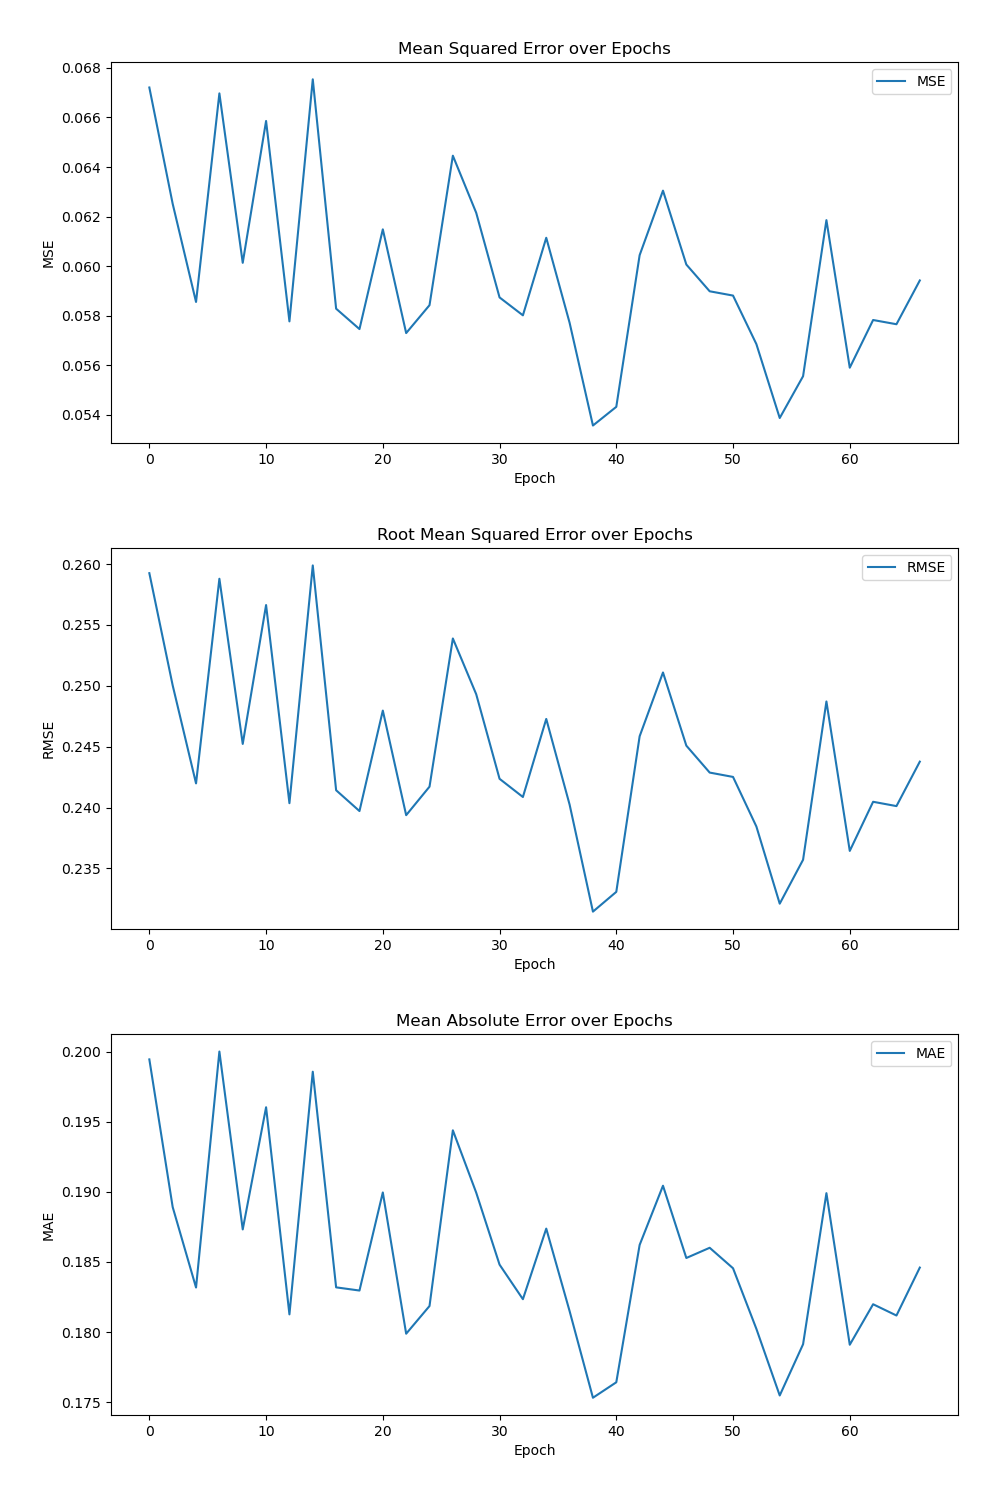 Mean Squared Error over Epochs
MSE
0.068
0.066
0.064
0.062
0.060
0.058
0.056
0.054
MSE
0 10 20 30 40 50 60
Epoch
Root Mean Squared Error over Epochs
RMSE
0.260
0.255
0.250
0.245
0.240
0.235
RMSE
0 10 20 30 40 50 60
Epoch
Mean Absolute Error over Epochs
MAE
0.200
0.195
0.190
0.185
0.180
0.175
MAE
0 10 20 30 40 50 60
Epoch